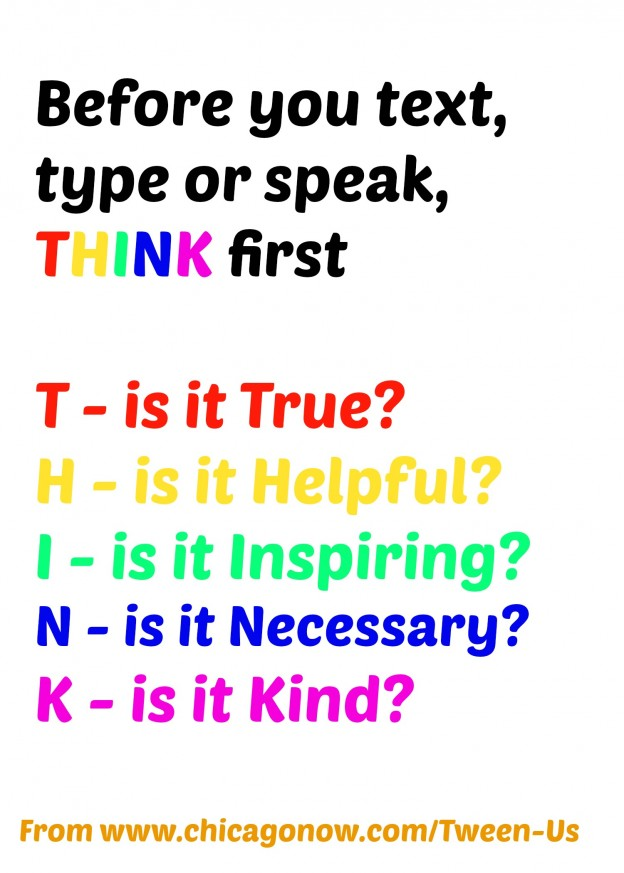 Before you text,
type or speak,
THINK first
T - is it True?
H - is it Helpful?
I - is it Inspiring?
N - is it Necessary?
K - is it Kind?
From www.chicagonow.com/Tween-Us